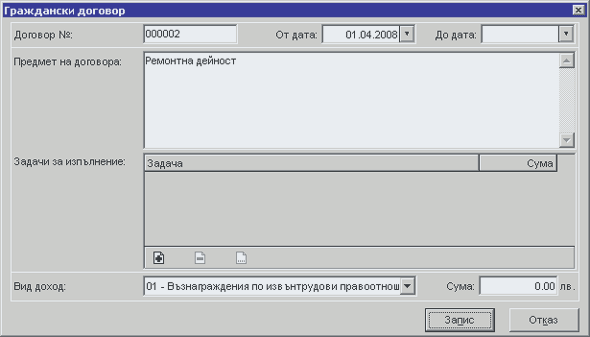 Граждански договор
Договор №: 000002 От дата: 01.04.2008 До дата:
Предмет на договора: Ремонтна дейност
Задачи за изпълнение: Задача Сума
Вид доход: 01 - Възнаграждения по извънтрудови правоотнош Сума: 0.00 лв.
Запис Отказ